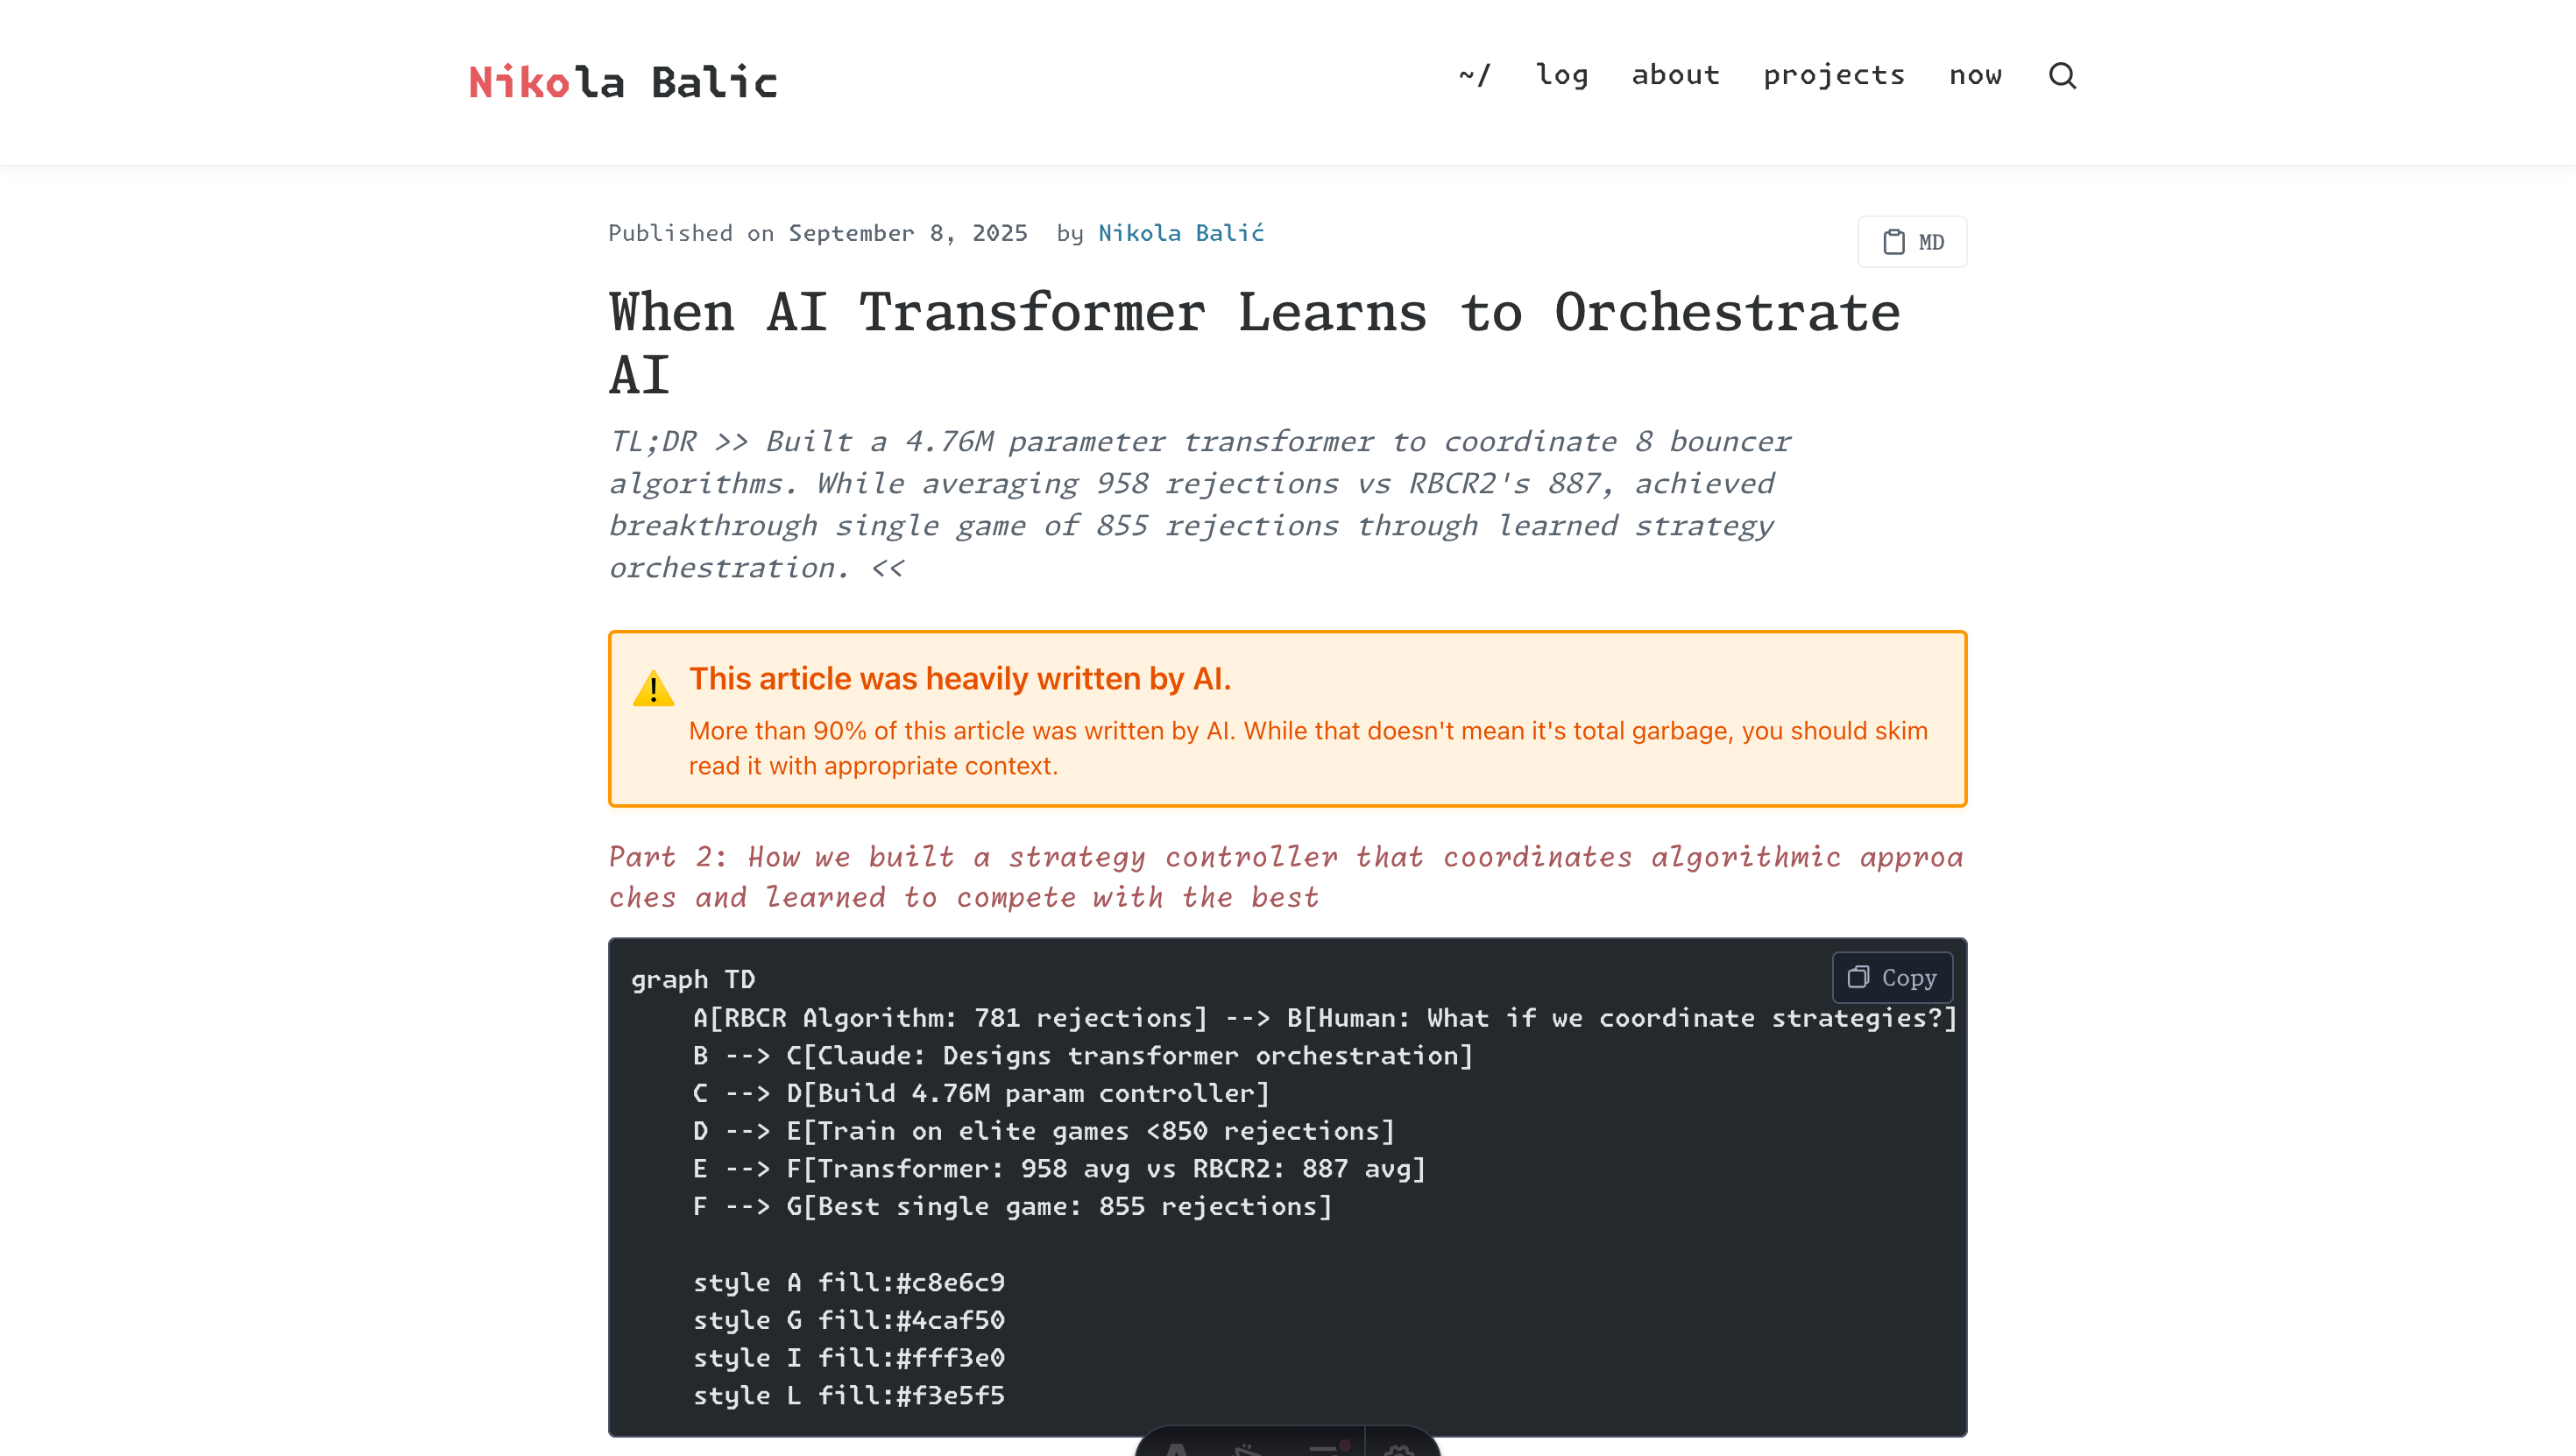 Nikola Balic
~/ log about projects now
Published on September 8, 2025 by Nikola Balić
MD
When AI Transformer Learns to Orchestrate
AI
TL;DR >> Built a 4.76M parameter transformer to coordinate 8 bouncer
algorithms. While averaging 958 rejections vs RBCR2's 887, achieved
breakthrough single game of 855 rejections through learned strategy
orchestration. <<
This article was heavily written by AI.
More than 90% of this article was written by AI. While that doesn't mean it's total garbage, you should skim
read it with appropriate context.
Part 2: How we built a strategy controller that coordinates algorithmic approa
ches and learned to compete with the best
Copy
graph TD
    A[RBCR Algorithm: 781 rejections] --> B[Human: What if we coordinate strategies?]
    B --> C[Claude: Designs transformer orchestration]
    C --> D[Build 4.76M param controller]
    D --> E[Train on elite games <850 rejections]
    E --> F[Transformer: 958 avg vs RBCR2: 887 avg]
    F --> G[Best single game: 855 rejections]
    style A fill:#c8e6c9
    style G fill:#4caf50
    style I fill:#fff3e0
    style L fill:#f3e5f5